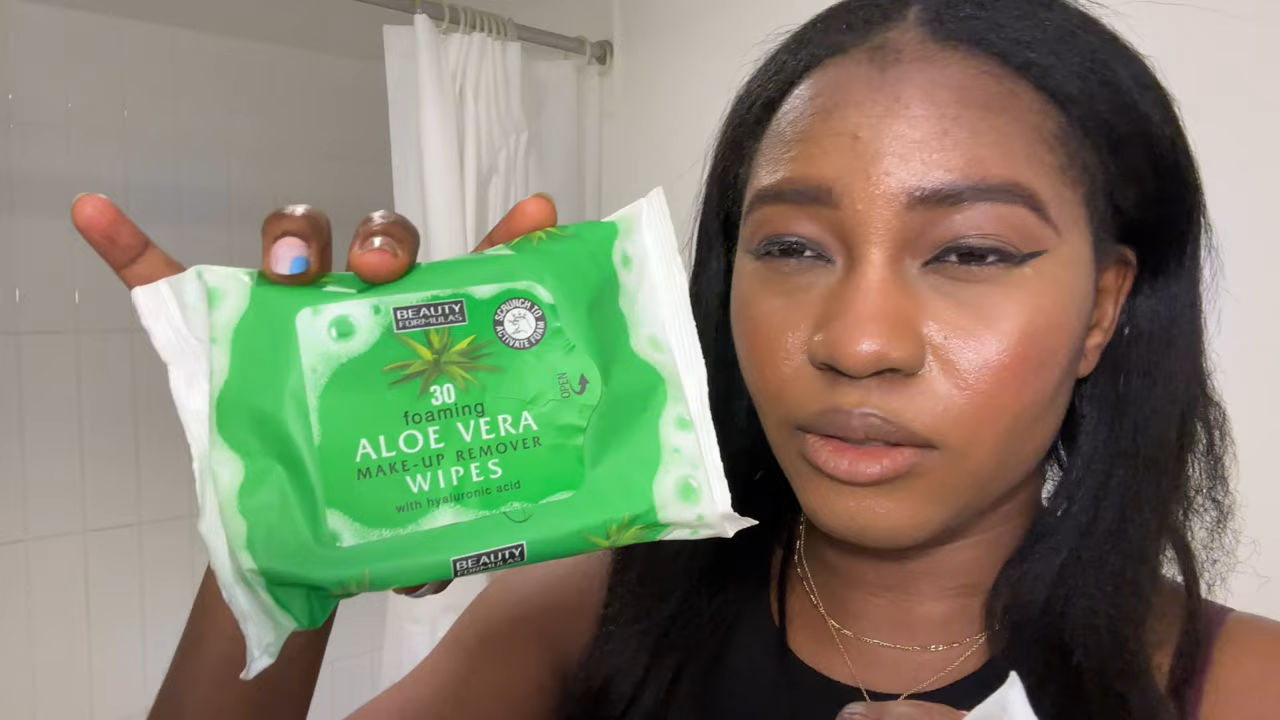 BEAUTY
FORMULAS
SCRUNCH TO
ACTIVATE FOAM
OPEN
30
foaming
ALOE VERA
MAKE-UP REMOVER
WIPES
with hyaluronic acid
BEAUTY
FORMULAS